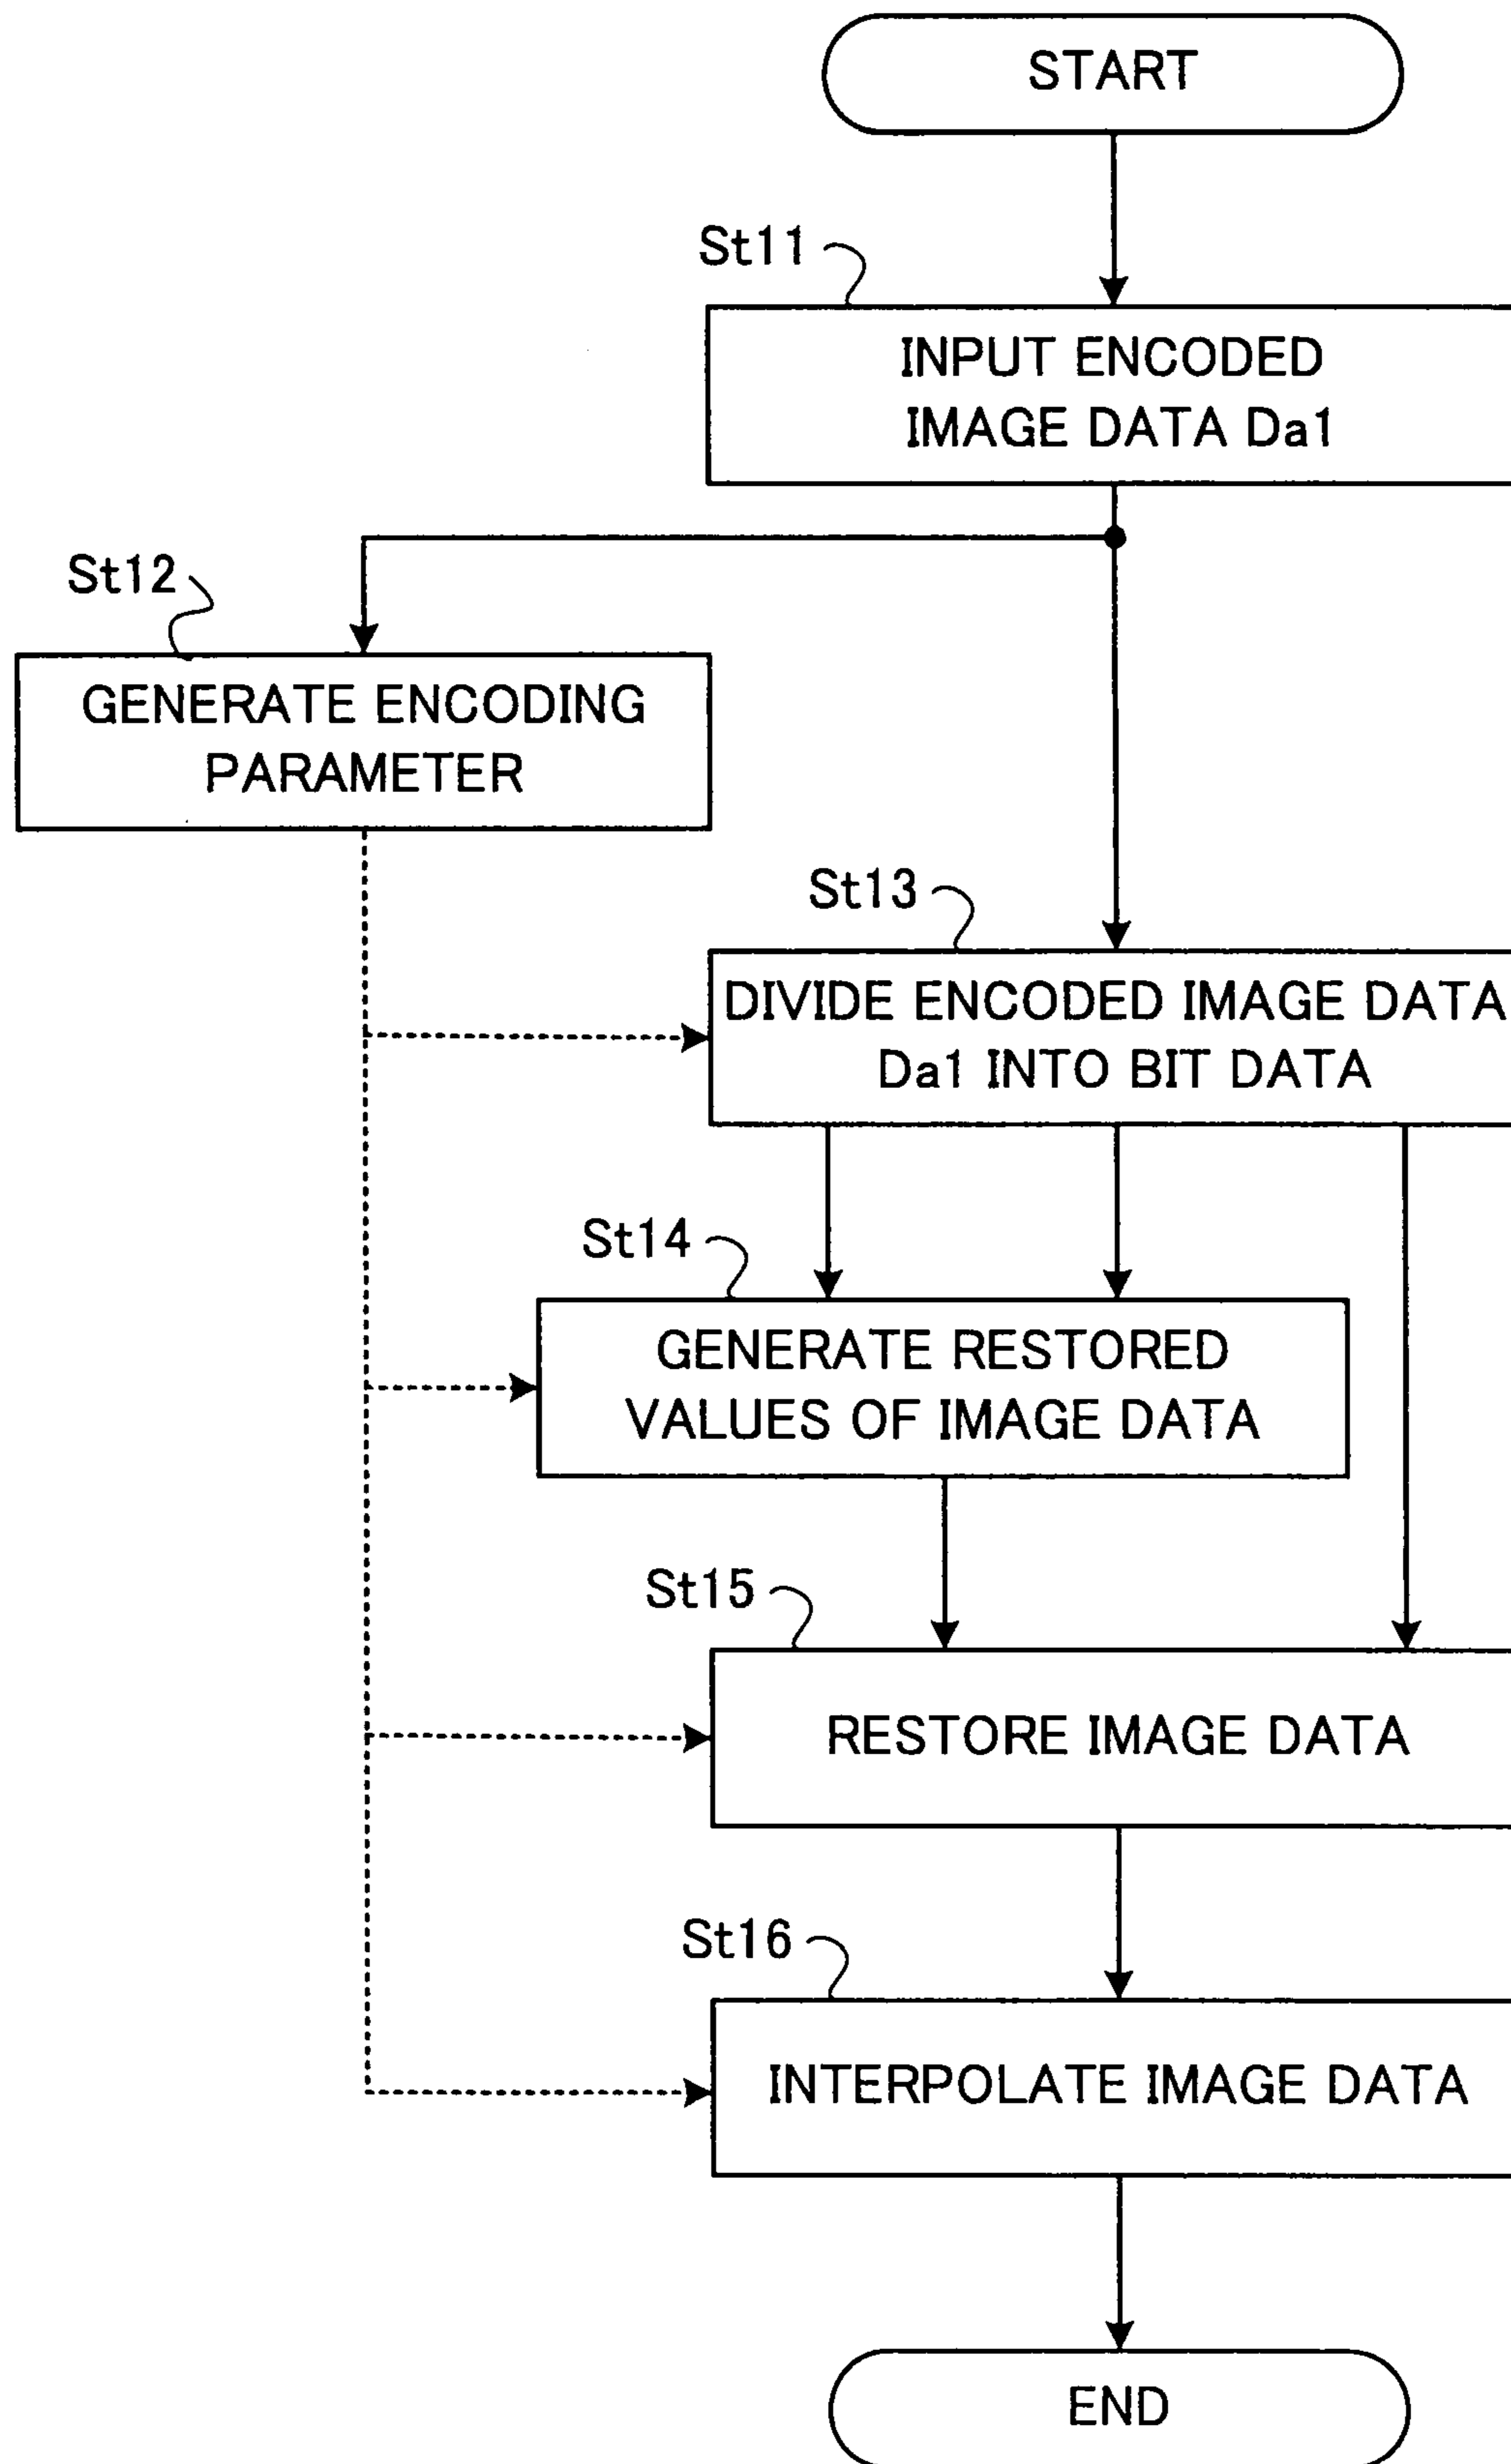 START
St11
INPUT ENCODED
IMAGE DATA Da1
St12
GENERATE ENCODING
PARAMETER
St13
DIVIDE ENCODED IMAGE DATA
Da1 INTO BIT DATA
St14
GENERATE RESTORED
VALUES OF IMAGE DATA
St15
RESTORE IMAGE DATA
St16
INTERPOLATE IMAGE DATA
END